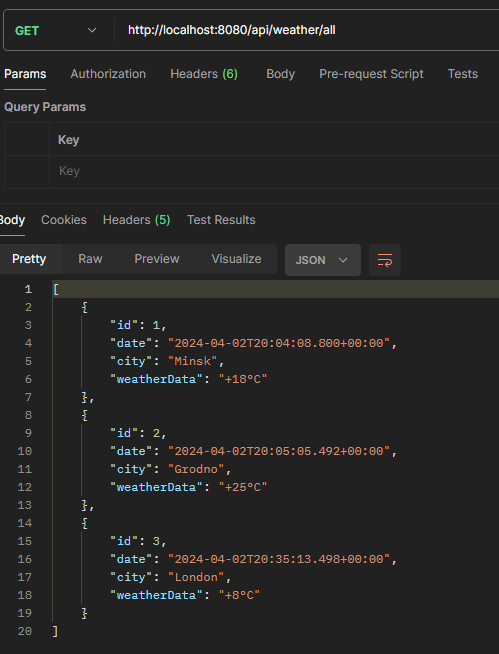 GET http://localhost:8080/api/weather/all
Params Authorization Headers (6) Body Pre-request Script Tests
Query Params
Key
Key
Body Cookies Headers (5) Test Results
Pretty Raw Preview Visualize JSON
1 [
2 {
3 "id": 1,
4 "date": "2024-04-02T20:04:08.800+00:00",
5 "city": "Minsk",
6 "weatherData": "+18°C"
7 },
8 {
9 "id": 2,
10 "date": "2024-04-02T20:05:05.492+00:00",
11 "city": "Grodno",
12 "weatherData": "+25°C"
13 },
14 {
15 "id": 3,
16 "date": "2024-04-02T20:35:13.498+00:00",
17 "city": "London",
18 "weatherData": "+8°C"
19 }
20 ]